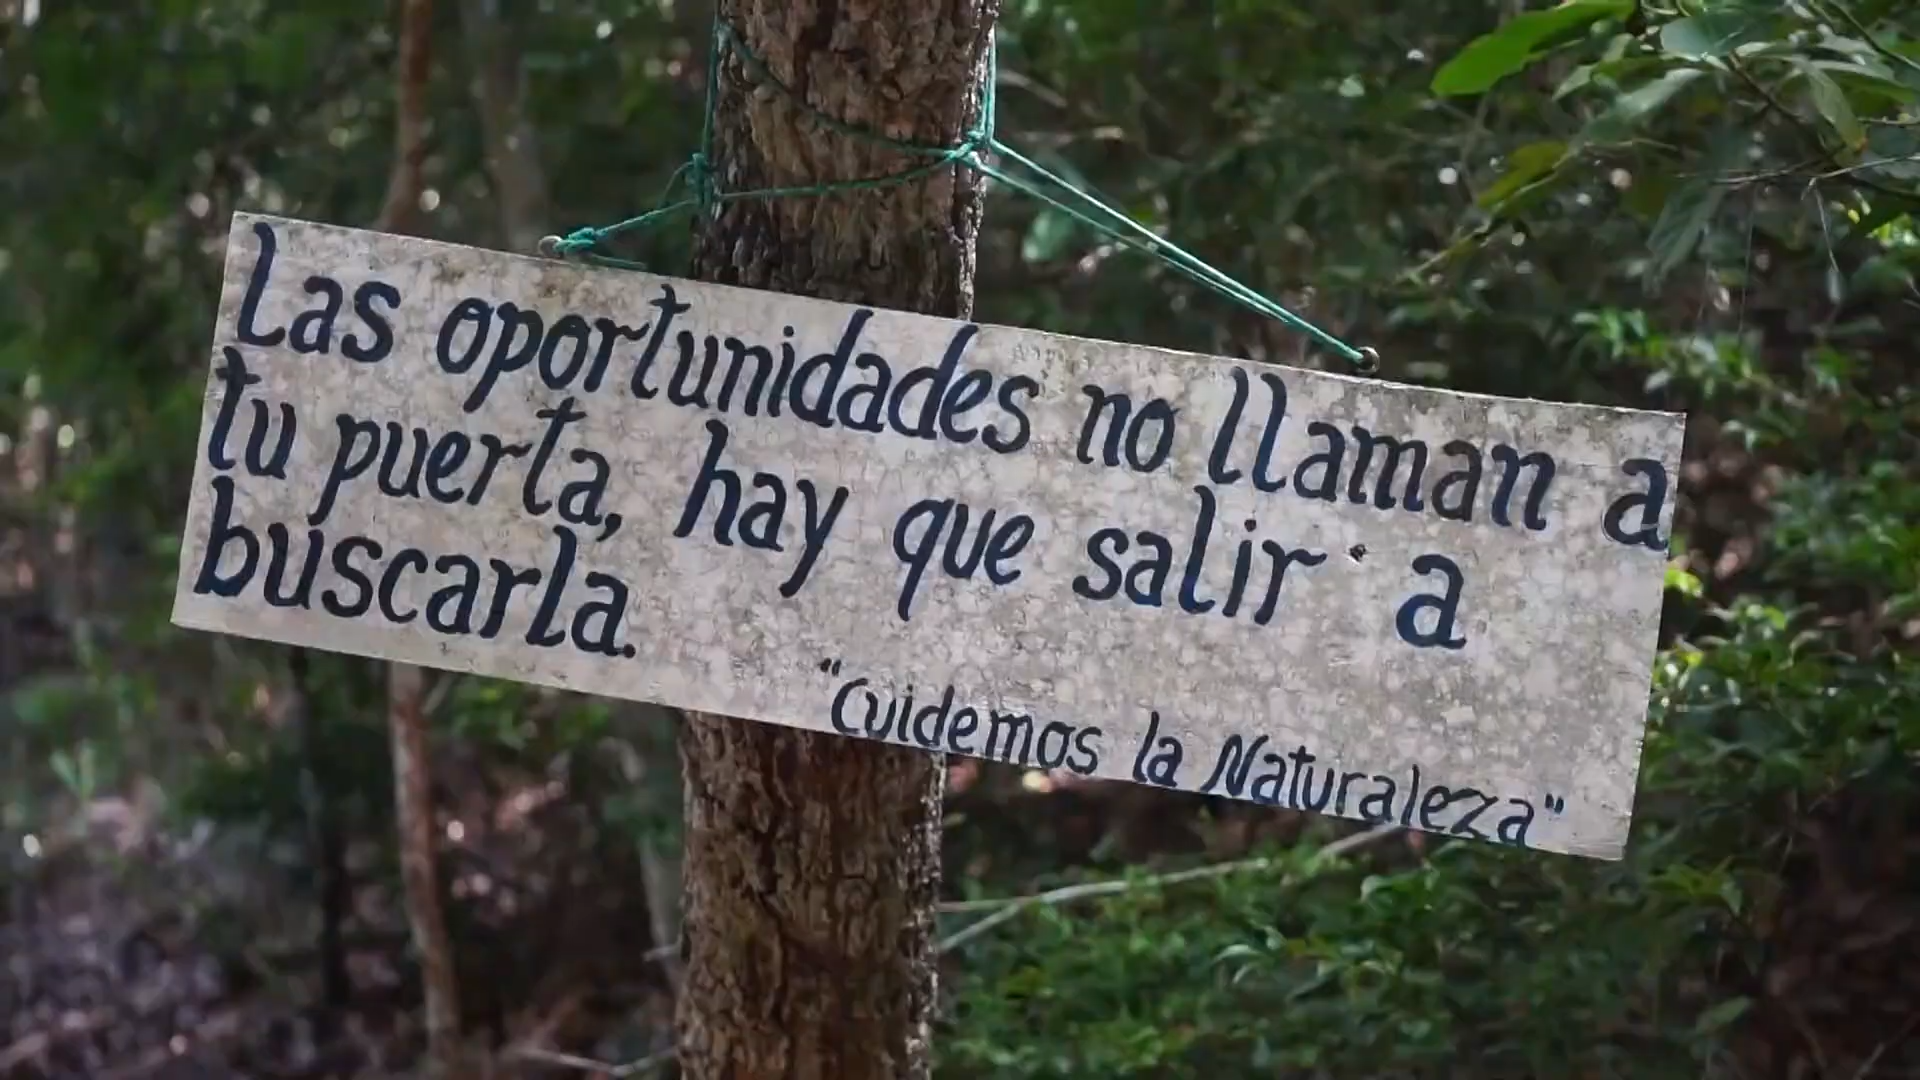 Las oportunidades no llaman a
tu puerta, hay que salir a
buscarla.
"Cuidemos la Naturaleza"